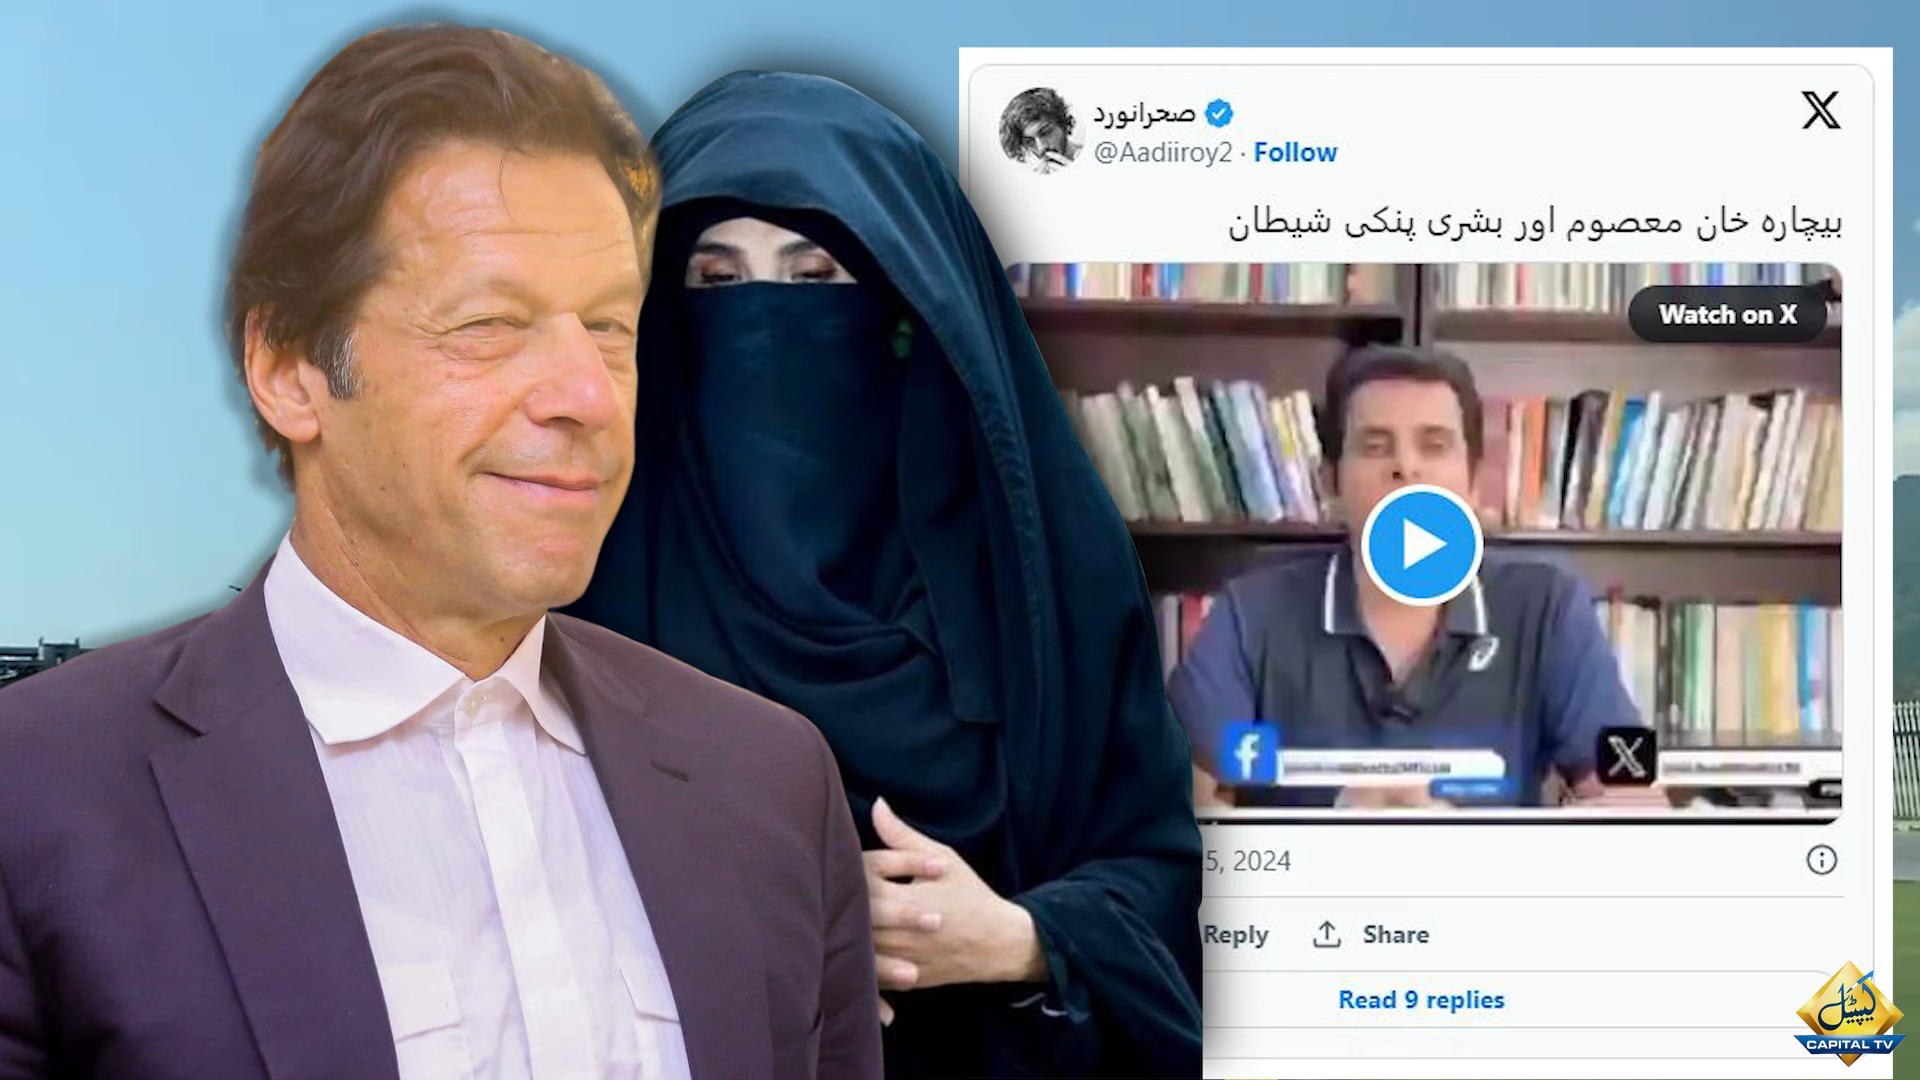 صحرانورد
@Aadiiroy2 · Follow
بیچارہ خان معصوم اور بشری پنکی شیطان
Watch on X
5, 2024
Reply Share
Read 9 replies
کیپیٹل
CAPITAL TV